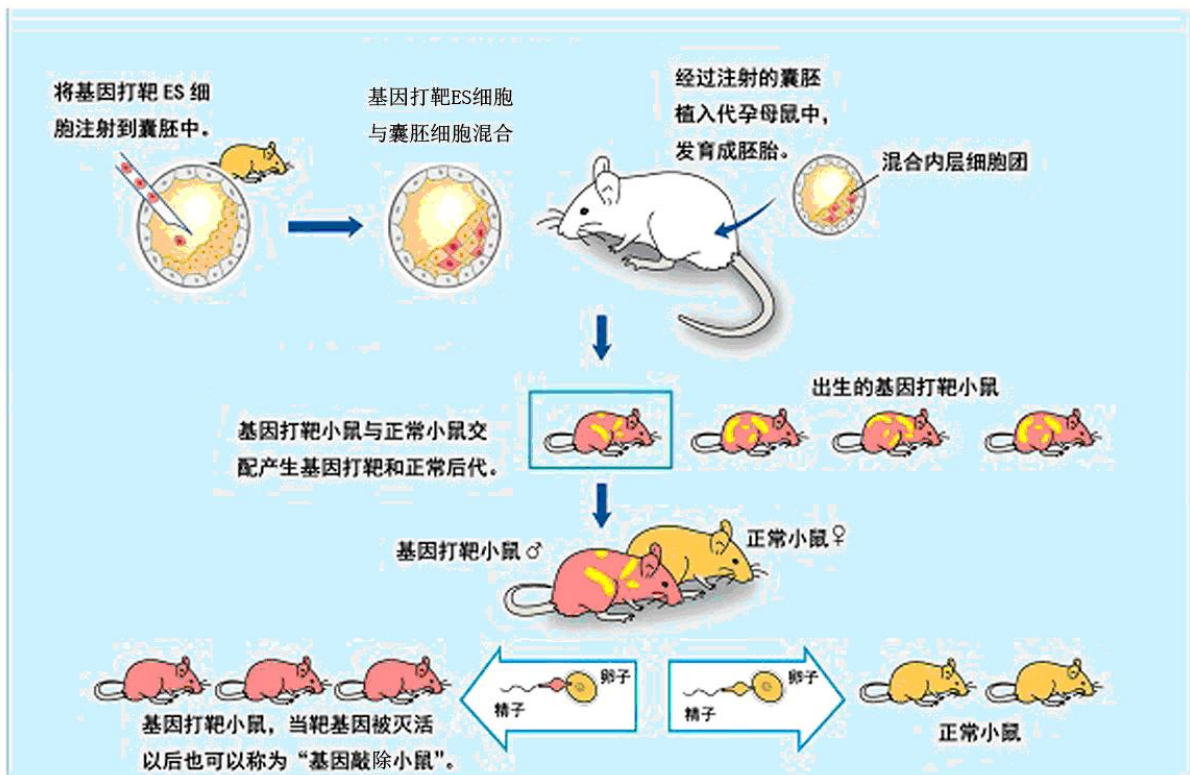 将基因打靶 ES 细
胞注射到囊胚中。
基因打靶ES细胞
与囊胚细胞混合
经过注射的囊胚
植入代孕母鼠中，
发育成胚胎。
混合内层细胞团
出生的基因打靶小鼠
基因打靶小鼠与正常小鼠交
配产生基因打靶和正常后代。
基因打靶小鼠♂
正常小鼠♀
卵子
精子
卵子
精子
基因打靶小鼠，当靶基因被灭活
以后也可以称为“基因敲除小鼠”。
正常小鼠